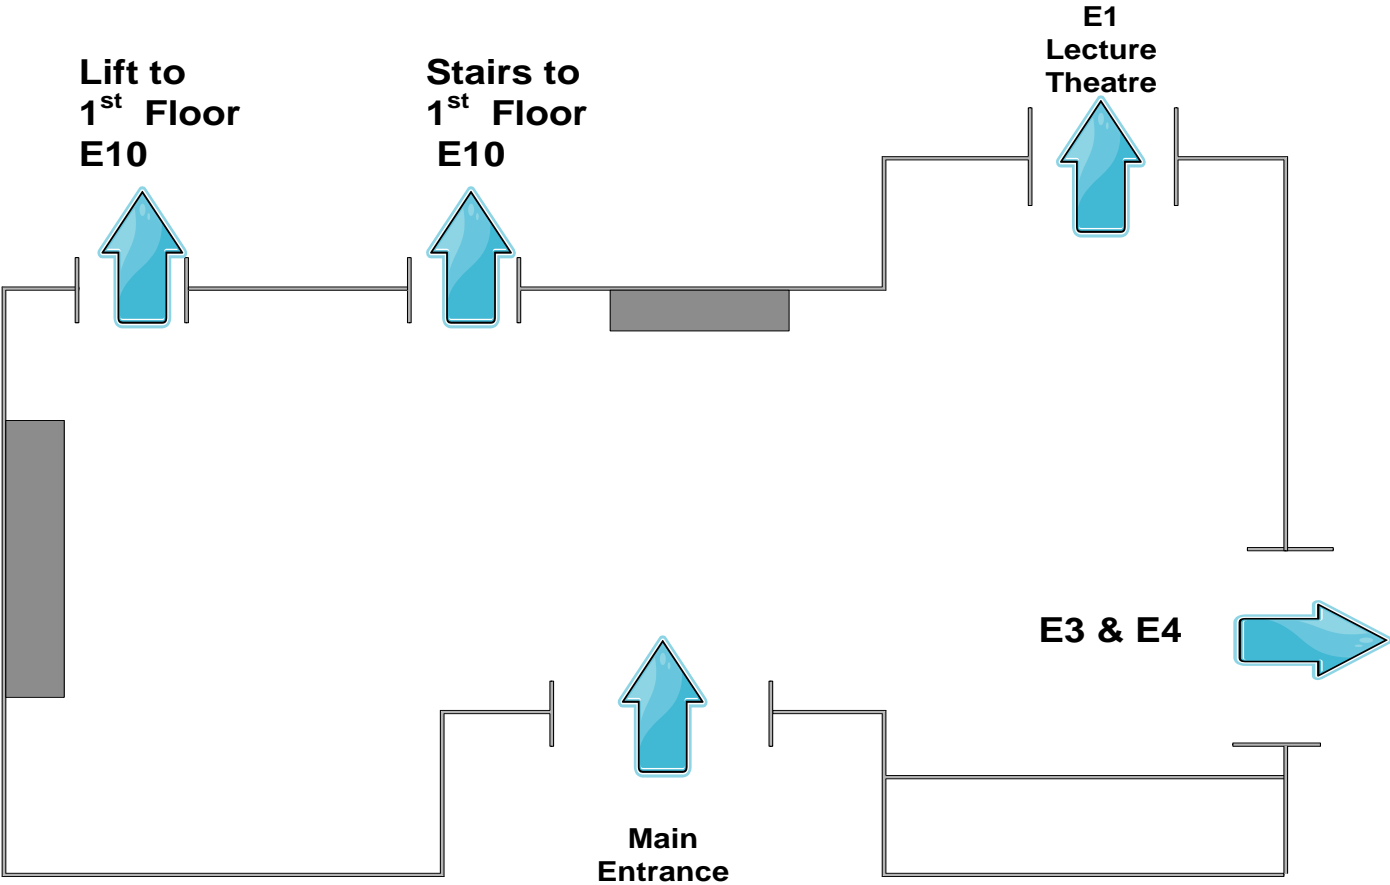 E1
Lecture
Theatre
Lift to
1st Floor
E10
Stairs to
1st Floor
E10
E3 & E4
Main
Entrance